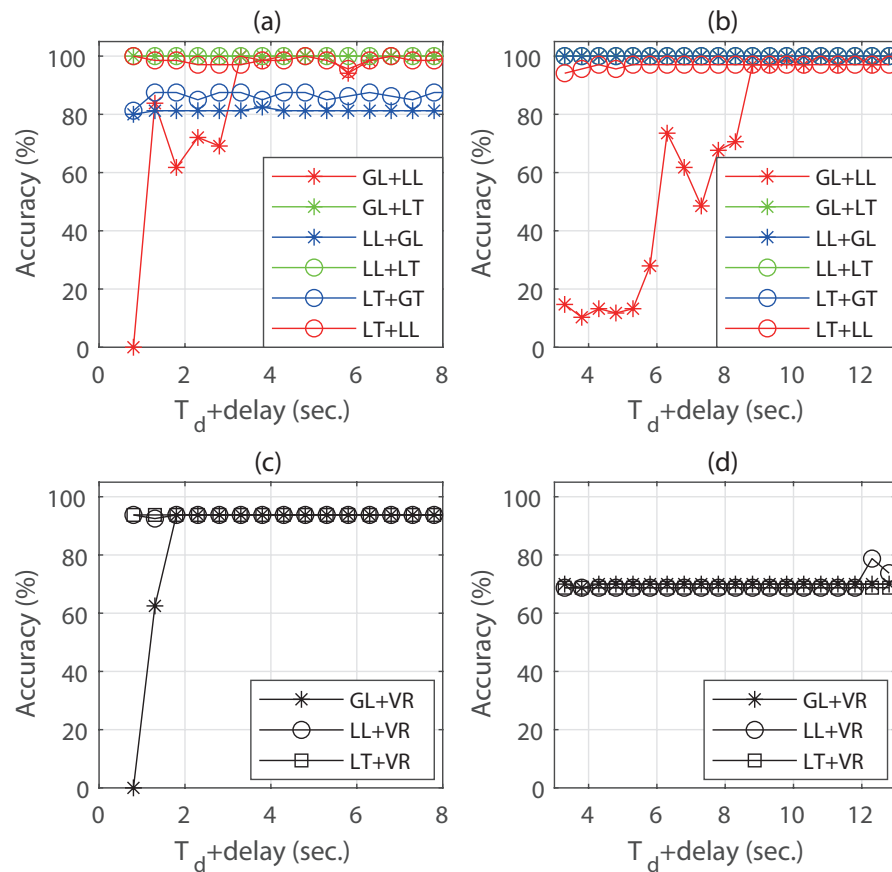 (a)
100
80
60
40
20
0
Accuracy (%)
GL+LL
GL+LT
LL+GL
LL+LT
LT+GT
LT+LL
0 2 4 6 8
T_d+delay (sec.)
(b)
100
80
60
40
20
0
Accuracy (%)
GL+LL
GL+LT
LL+GL
LL+LT
LT+GT
LT+LL
4 6 8 10 12
T_d+delay (sec.)
(c)
100
80
60
40
20
0
Accuracy (%)
GL+VR
LL+VR
LT+VR
0 2 4 6 8
T_d+delay (sec.)
(d)
100
80
60
40
20
0
Accuracy (%)
GL+VR
LL+VR
LT+VR
4 6 8 10 12
T_d+delay (sec.)